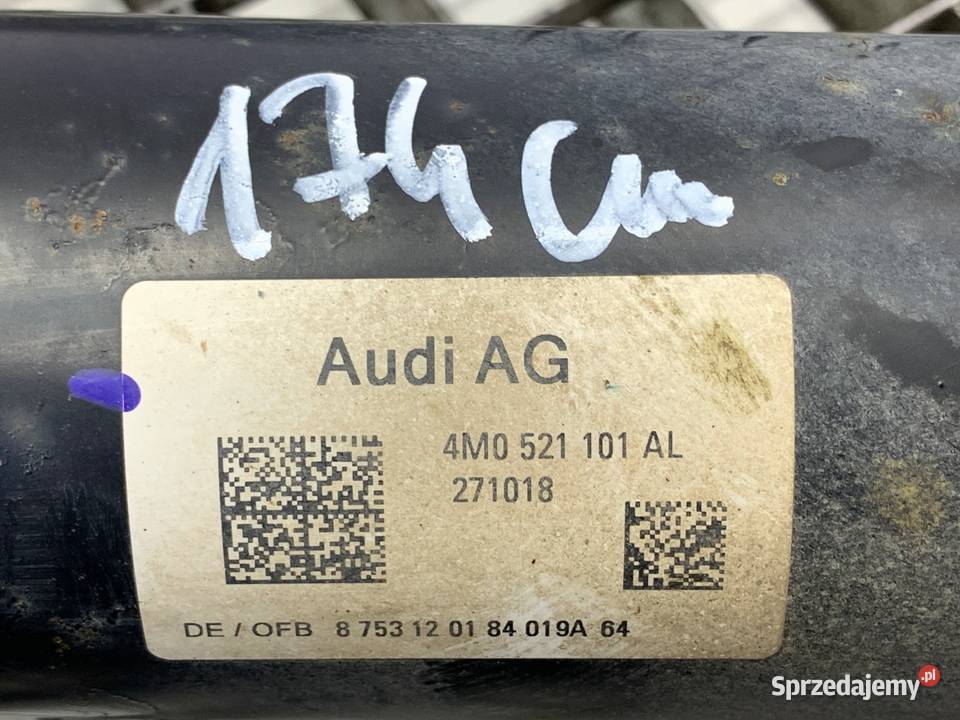 174 cm
Audi AG
4M0 521 101 AL
271018
DE / OFB 8 753 12 01 84 019A 64
Sprzedajemy.pl